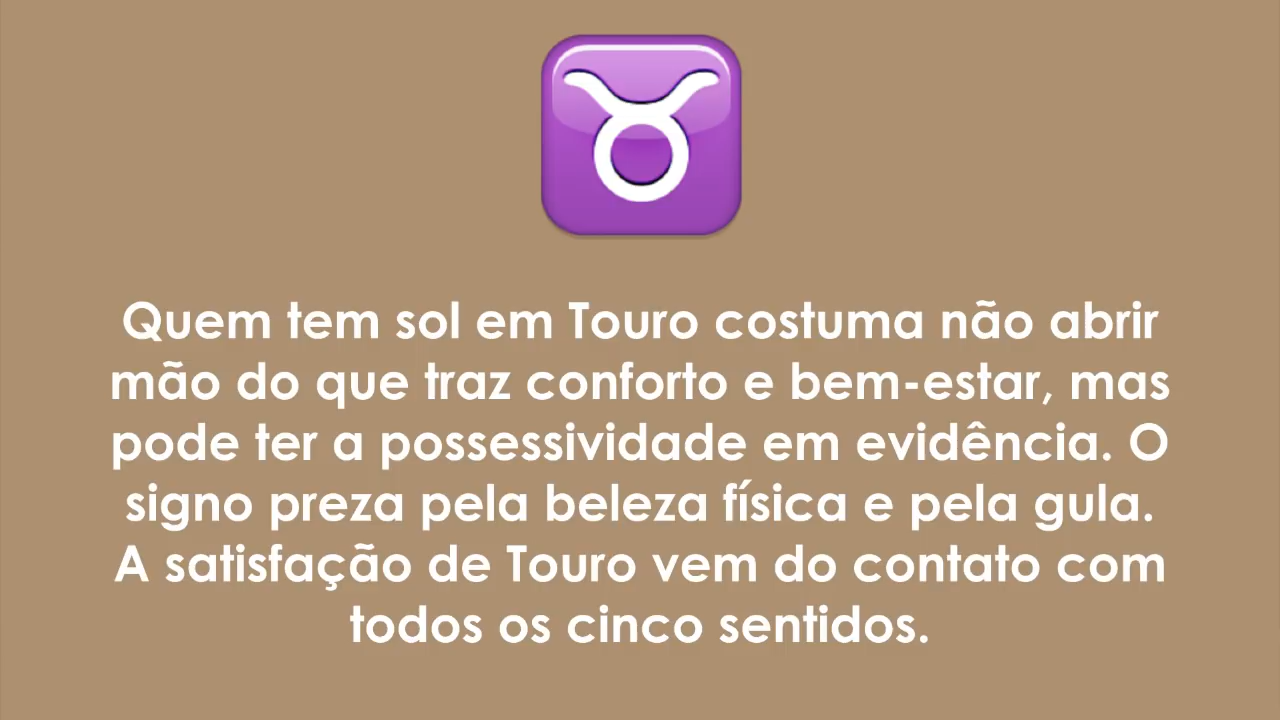 Quem tem sol em Touro costuma não abrir
mão do que traz conforto e bem-estar, mas
pode ter a possessividade em evidência. O
signo preza pela beleza física e pela gula.
A satisfação de Touro vem do contato com
todos os cinco sentidos.